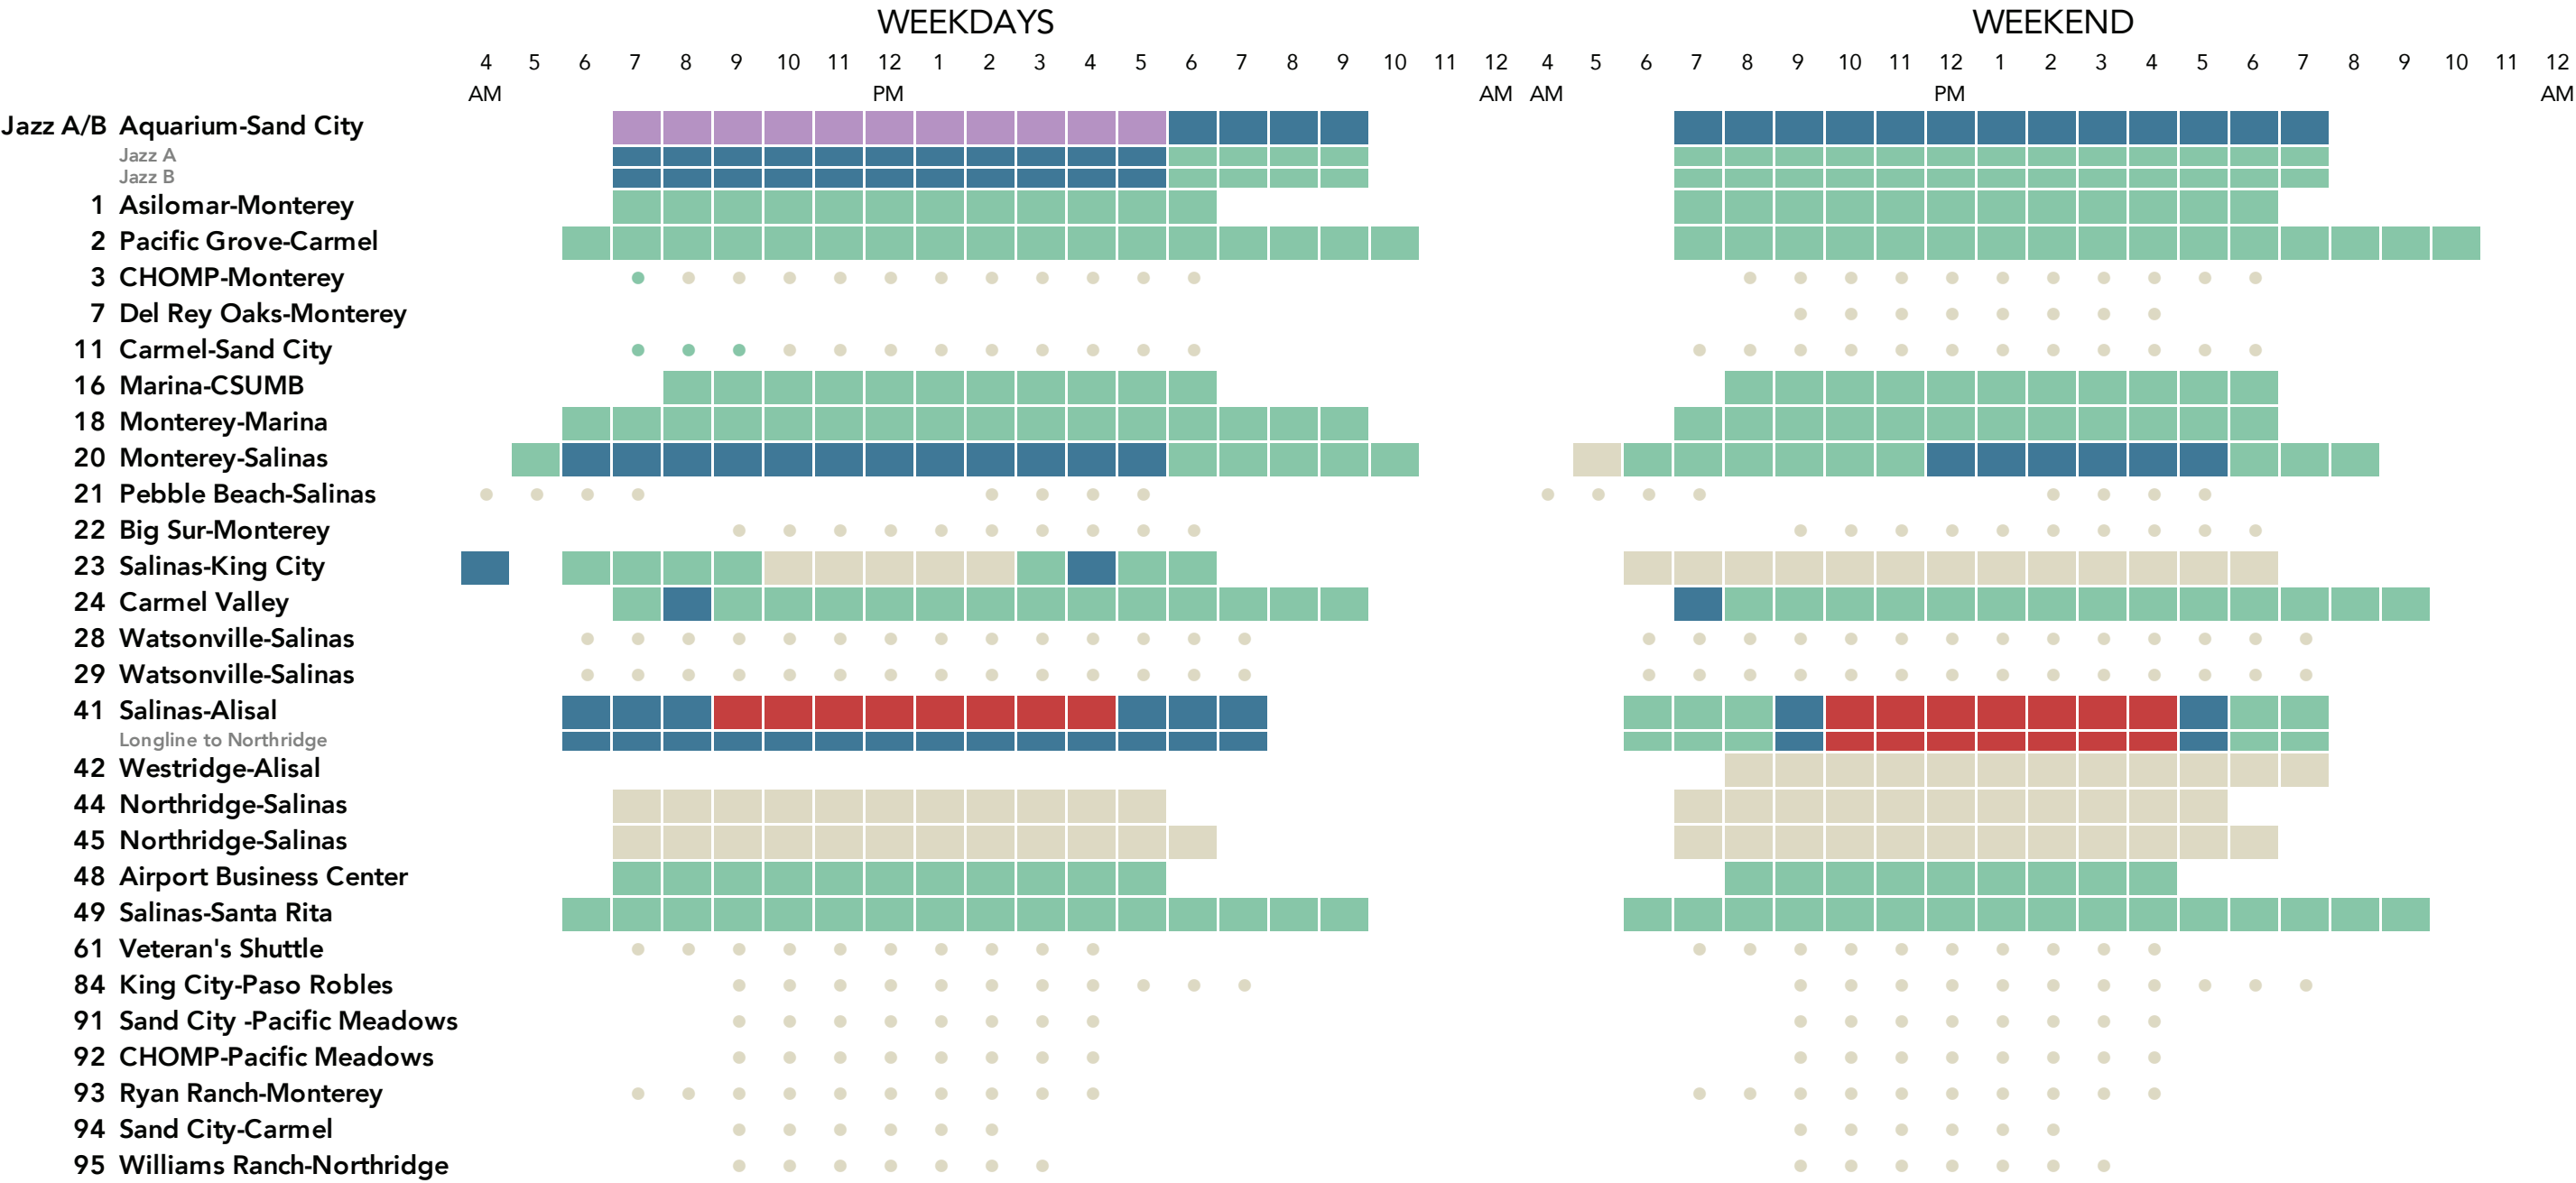 WEEKDAYS WEEKEND
4 5 6 7 8 9 10 11 12 1 2 3 4 5 6 7 8 9 10 11 12 4 5 6 7 8 9 10 11 12 1 2 3 4 5 6 7 8 9 10 11 12
AM PM AM AM PM AM
Jazz A/B Aquarium-Sand City
Jazz A
Jazz B
1 Asilomar-Monterey
2 Pacific Grove-Carmel
3 CHOMP-Monterey
7 Del Rey Oaks-Monterey
11 Carmel-Sand City
16 Marina-CSUMB
18 Monterey-Marina
20 Monterey-Salinas
21 Pebble Beach-Salinas
22 Big Sur-Monterey
23 Salinas-King City
24 Carmel Valley
28 Watsonville-Salinas
29 Watsonville-Salinas
41 Salinas-Alisal
Longline to Northridge
42 Westridge-Alisal
44 Northridge-Salinas
45 Northridge-Salinas
48 Airport Business Center
49 Salinas-Santa Rita
61 Veteran's Shuttle
84 King City-Paso Robles
91 Sand City -Pacific Meadows
92 CHOMP-Pacific Meadows
93 Ryan Ranch-Monterey
94 Sand City-Carmel
95 Williams Ranch-Northridge